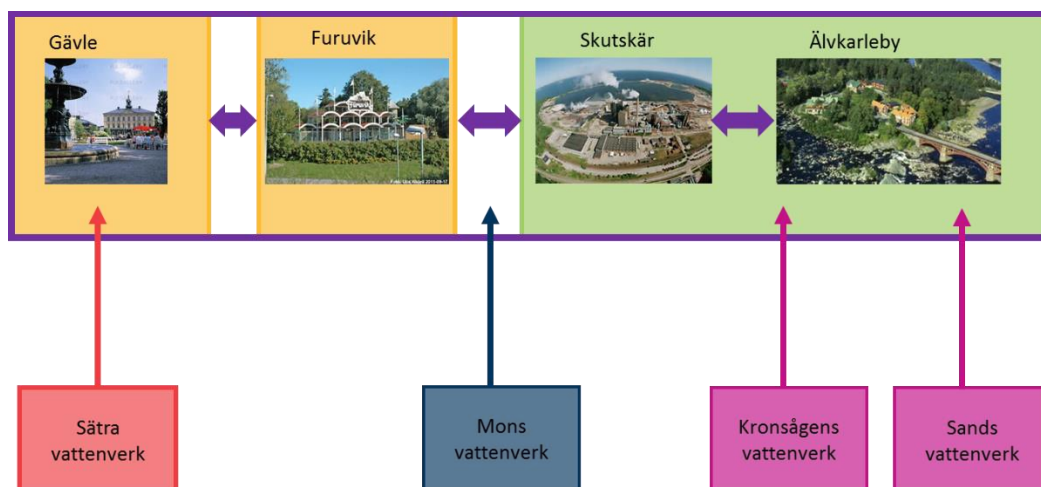 Gävle
Furuvik
Skutskär
Älvkarleby
Sätra
vattenverk
Mons
vattenverk
Kronsågens
vattenverk
Sands
vattenverk